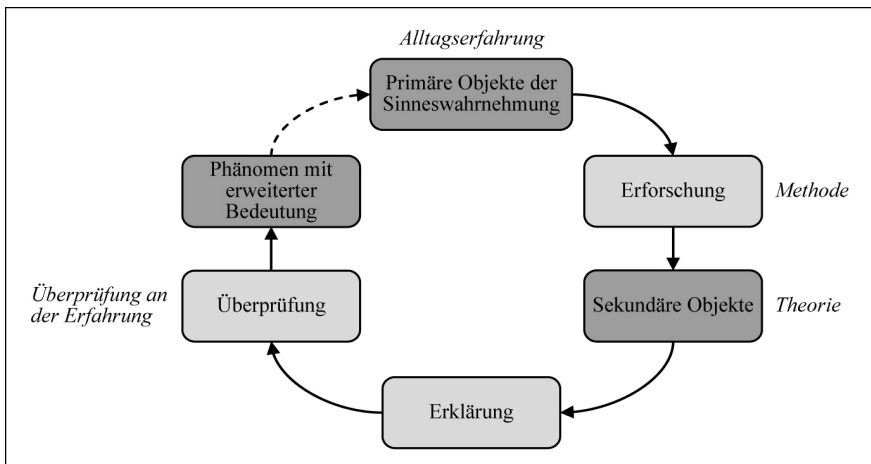 Alltagserfahrung
Primäre Objekte der
Sinneswahrnehmung
Phänomen mit
erweiterter
Bedeutung
Erforschung
Methode
Überprüfung an
der Erfahrung
Überprüfung
Sekundäre Objekte
Theorie
Erklärung